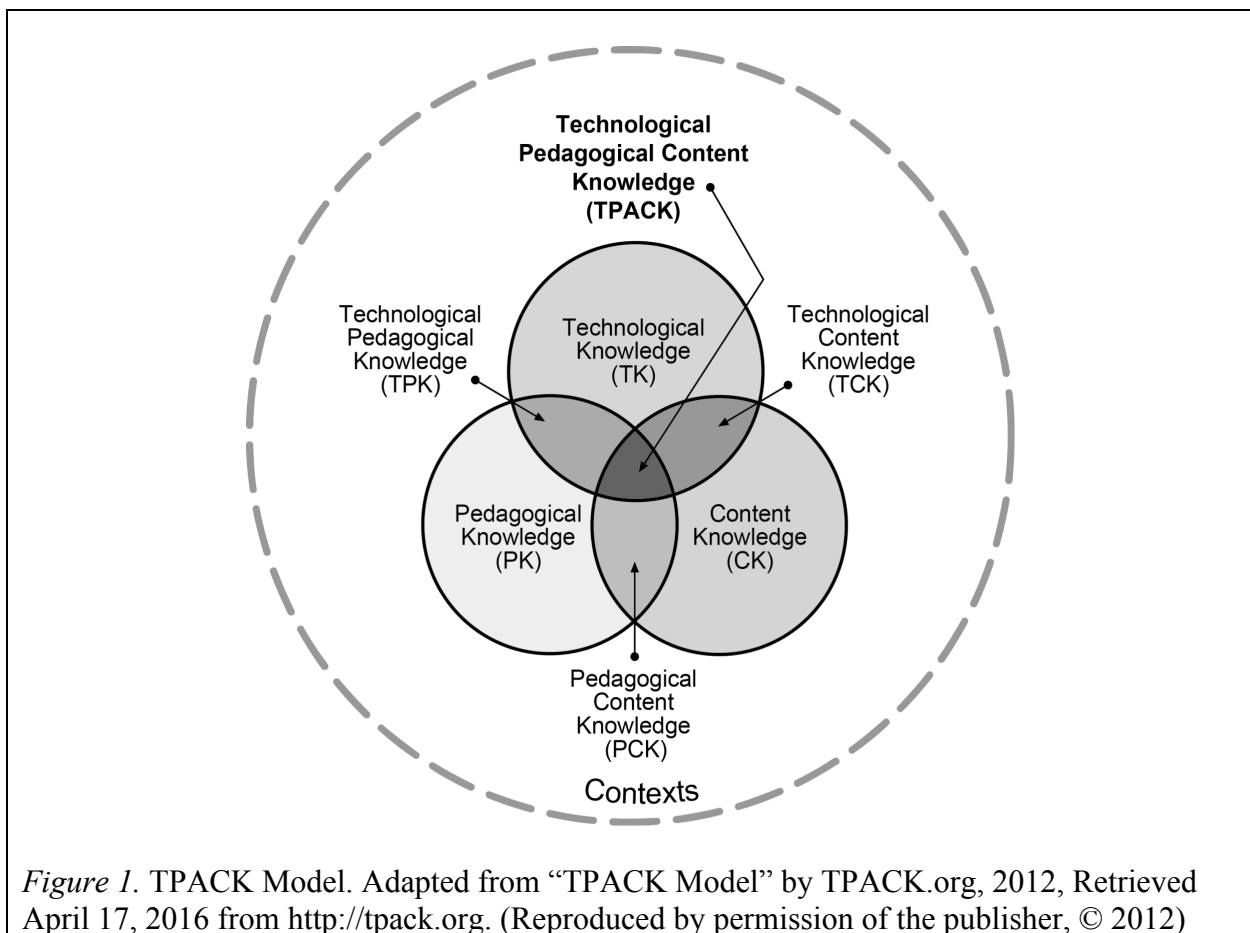 Technological
Pedagogical Content
Knowledge
(TPACK)
Technological
Pedagogical
Knowledge
(TPK)
Technological
Knowledge
(TK)
Technological
Content
Knowledge
(TCK)
Pedagogical
Knowledge
(PK)
Content
Knowledge
(CK)
Pedagogical
Content
Knowledge
(PCK)
Contexts
Figure 1. TPACK Model. Adapted from “TPACK Model” by TPACK.org, 2012, Retrieved
April 17, 2016 from http://tpack.org. (Reproduced by permission of the publisher, © 2012)